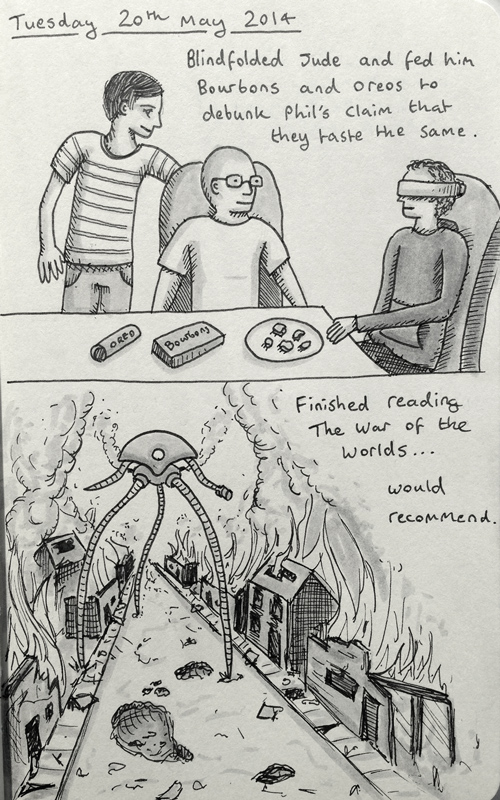 Tuesday 20th May 2014
Blindfolded Jude and fed him
Bourbons and Oreos to
debunk Phil's claim that
they taste the same.
OREO
Bourbons
Finished reading
The War of the
Worlds...
would
recommend.